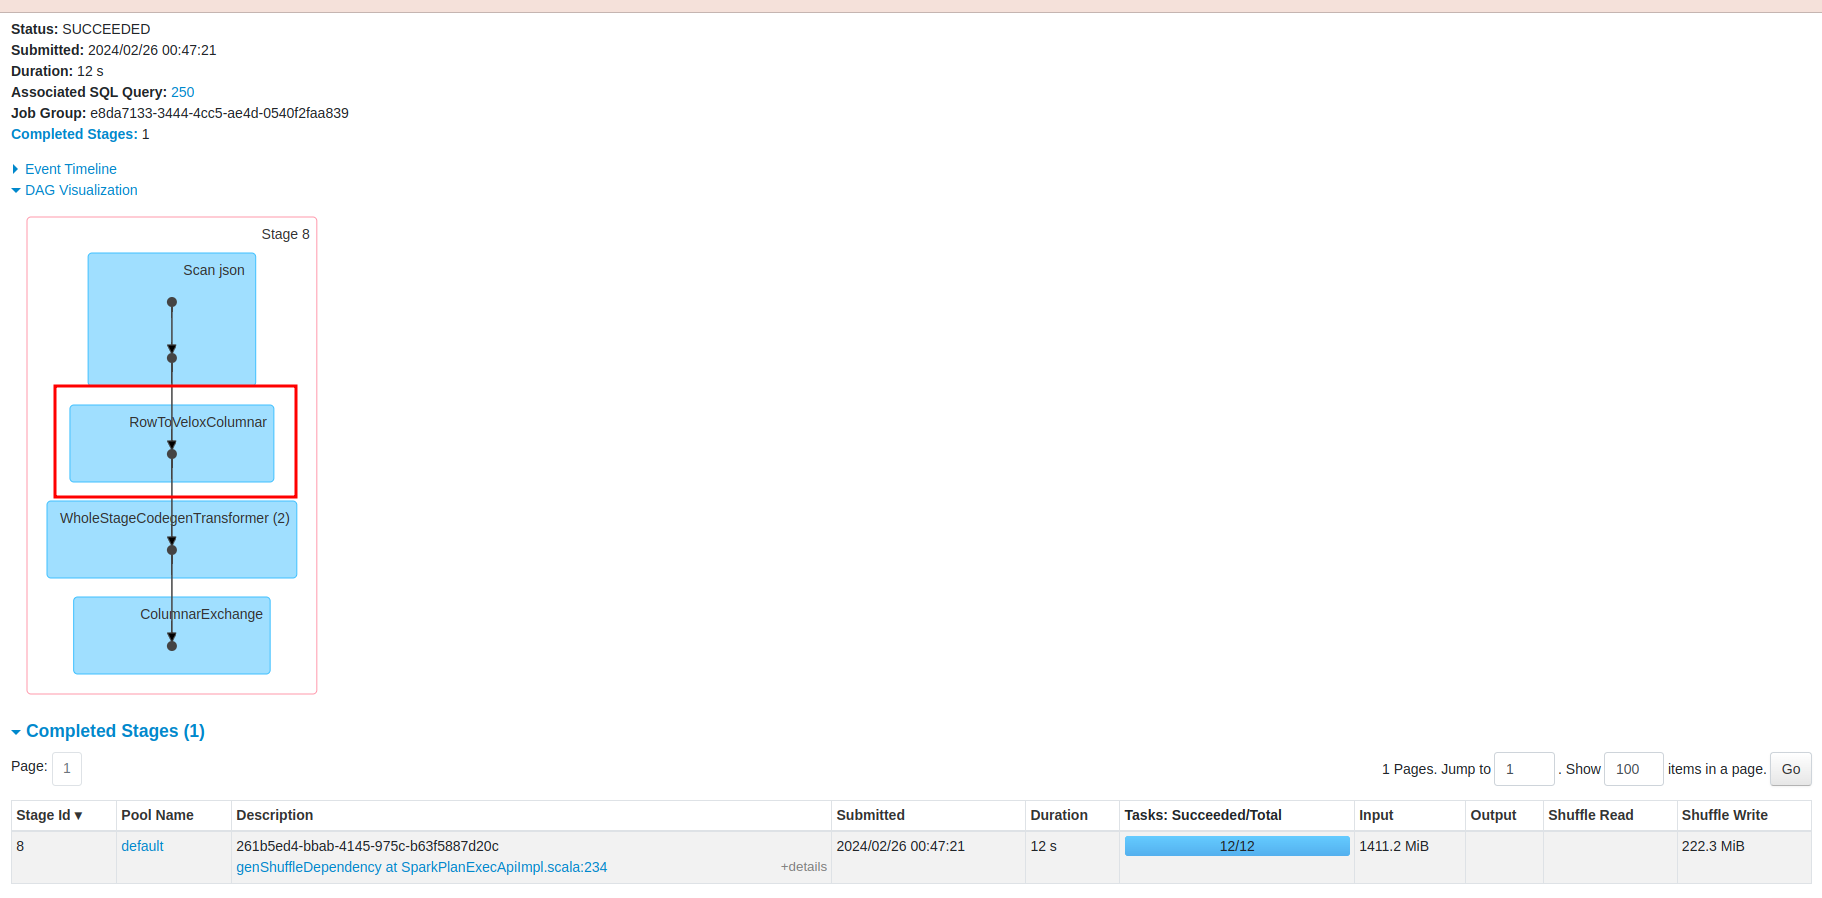 Status: SUCCEEDED
Submitted: 2024/02/26 00:47:21
Duration: 12 s
Associated SQL Query: 250
Job Group: e8da7133-3444-4cc5-ae4d-0540f2faa839
Completed Stages: 1
Event Timeline
DAG Visualization
Stage 8
Scan json
RowToVeloxColumnar
WholeStageCodegenTransformer (2)
ColumnarExchange
Completed Stages (1)
Page: 1
1 Pages. Jump to 1 . Show 100 items in a page. Go
Stage Id ▾ Pool Name Description Submitted Duration Tasks: Succeeded/Total Input Output Shuffle Read Shuffle Write
8 default 261b5ed4-bbab-4145-975c-b63f5887d20c 2024/02/26 00:47:21 12 s 12/12 1411.2 MiB 222.3 MiB
genShuffleDependency at SparkPlanExecApiImpl.scala:234 +details